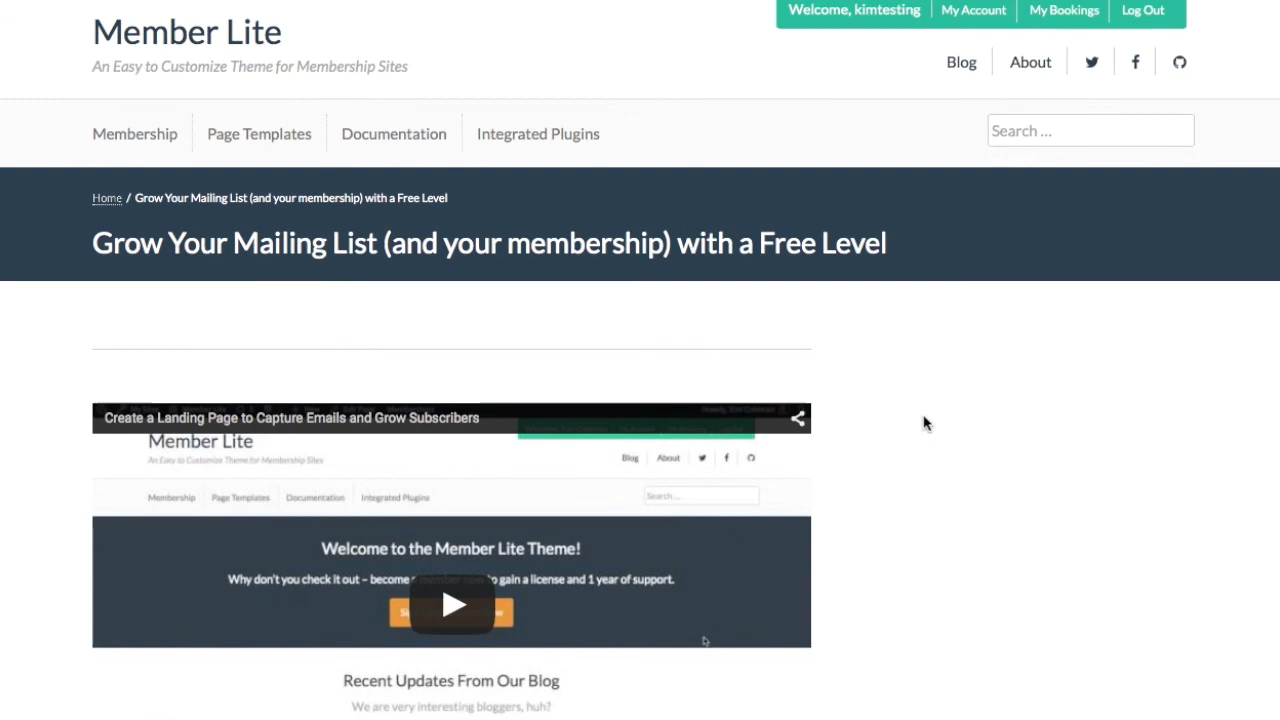 Welcome, kimtesting My Account My Bookings Log Out
Member Lite
An Easy to Customize Theme for Membership Sites
Blog About
Membership Page Templates Documentation Integrated Plugins Search ...
Home / Grow Your Mailing List (and your membership) with a Free Level
Grow Your Mailing List (and your membership) with a Free Level
Create a Landing Page to Capture Emails and Grow Subscribers
Member Lite
An Easy to Customize Theme for Membership Sites
Blog About
Membership Page Templates Documentation Integrated Plugins Search ...
Welcome to the Member Lite Theme!
Why don't you check it out – become a member now to gain a license and 1 year of support.
Recent Updates From Our Blog
We are very interesting bloggers, huh?